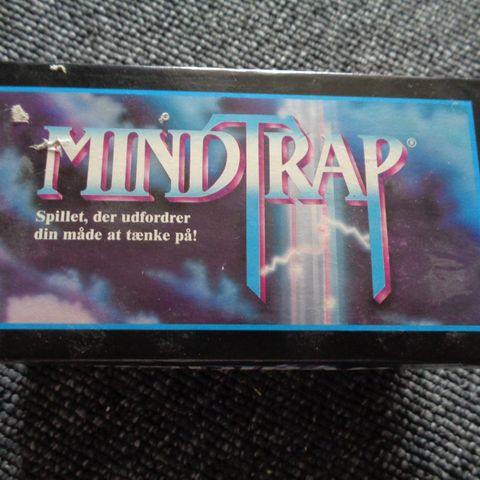 MINDTRAP®
Spillet, der udfordrer
din måde at tænke på!